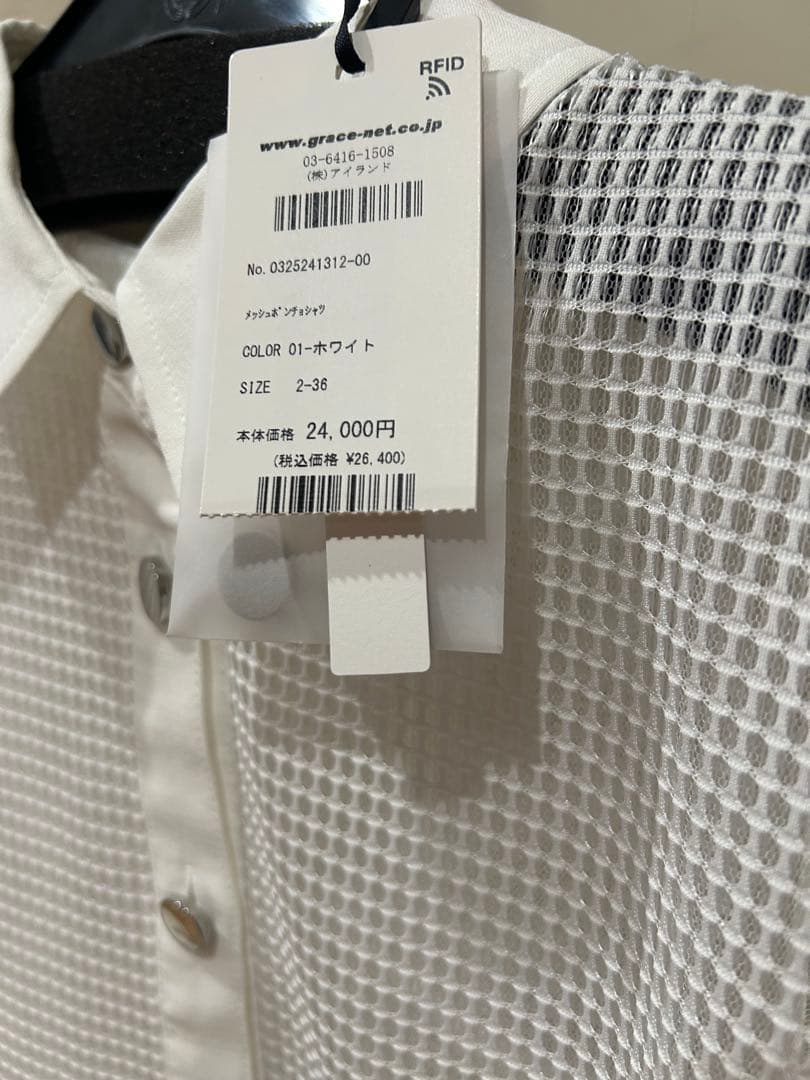 RFID
www.grace-net.co.jp
03-6416-1508
(株)アイランド
No. 0325241312-00
ﾒｯｼｭﾎﾟﾝﾁｮｼｬﾂ
COLOR 01-ホワイト
SIZE 2-36
本体価格 24,000円
(税込価格 ¥26,400)